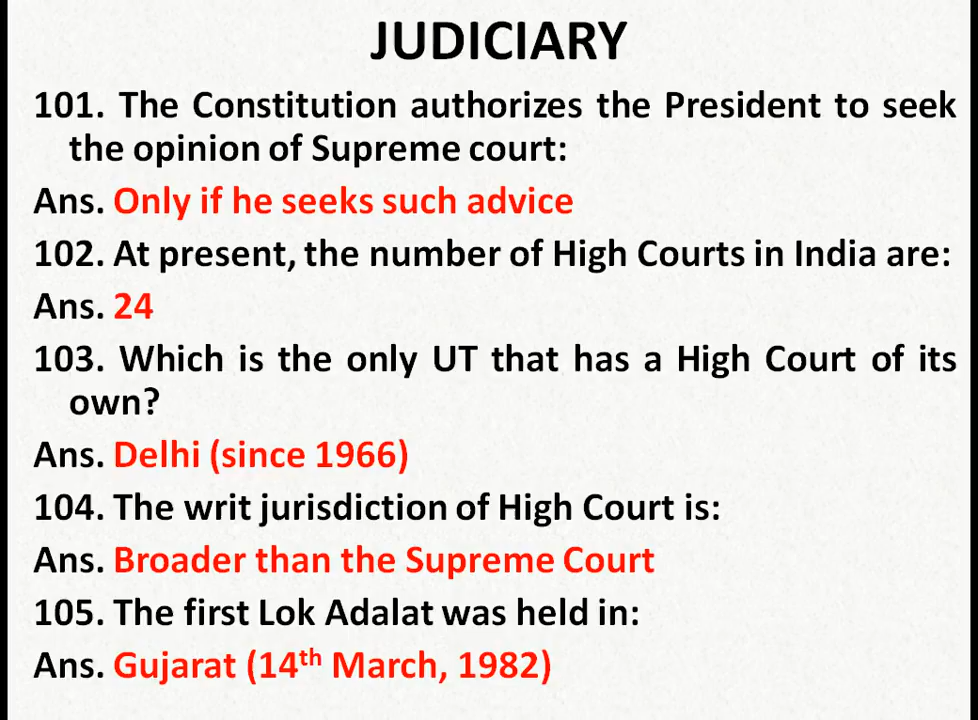 JUDICIARY
101. The Constitution authorizes the President to seek
the opinion of Supreme court:
Ans. Only if he seeks such advice
102. At present, the number of High Courts in India are:
Ans. 24
103. Which is the only UT that has a High Court of its
own?
Ans. Delhi (since 1966)
104. The writ jurisdiction of High Court is:
Ans. Broader than the Supreme Court
105. The first Lok Adalat was held in:
Ans. Gujarat (14th March, 1982)